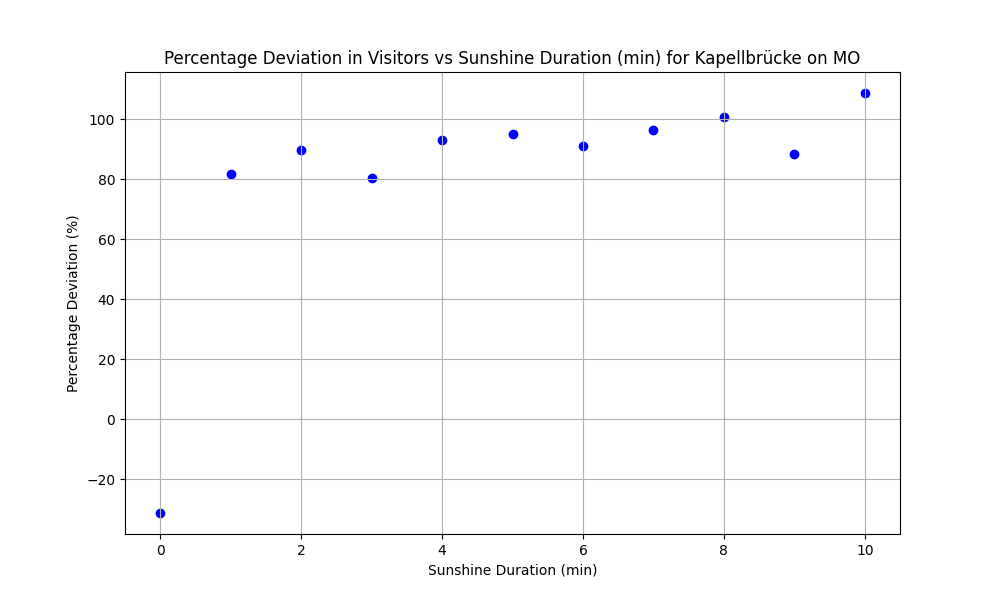 Percentage Deviation in Visitors vs Sunshine Duration (min) for Kapellbrücke on MO
Percentage Deviation (%)
100
80
60
40
20
0
−20
0 2 4 6 8 10
Sunshine Duration (min)